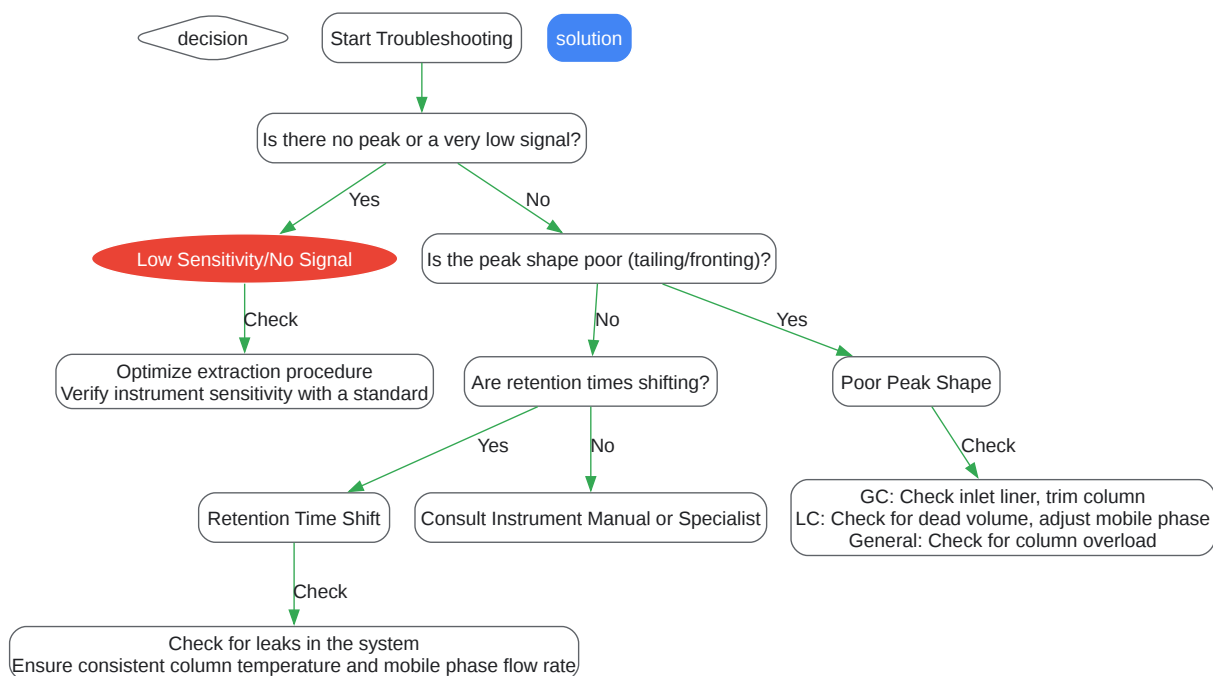 decision
Start Troubleshooting
solution
Is there no peak or a very low signal?
Yes
No
Low Sensitivity/No Signal
Is the peak shape poor (tailing/fronting)?
Check
No
Yes
Optimize extraction procedure
Verify instrument sensitivity with a standard
Are retention times shifting?
Poor Peak Shape
Yes
No
Check
Retention Time Shift
Consult Instrument Manual or Specialist
GC: Check inlet liner, trim column
LC: Check for dead volume, adjust mobile phase
General: Check for column overload
Check
Check for leaks in the system
Ensure consistent column temperature and mobile phase flow rate